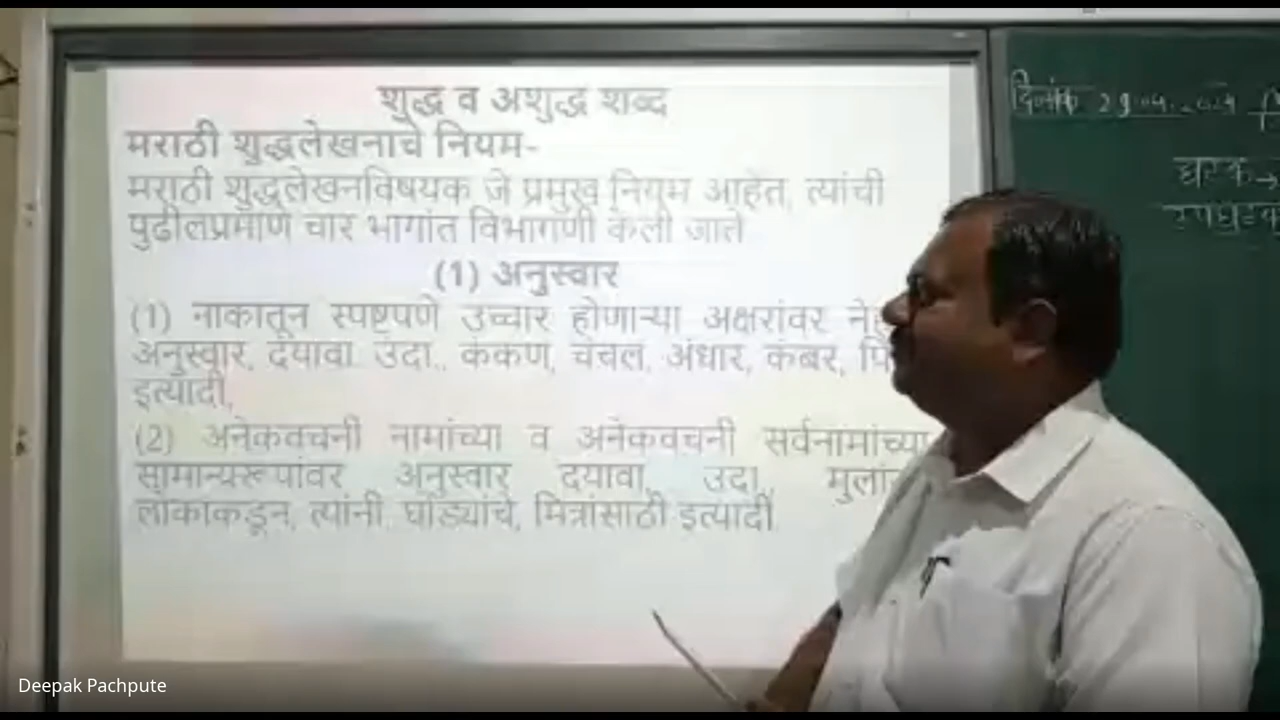 शुद्ध व अशुद्ध शब्द
मराठी शुद्धलेखनाचे नियम-
मराठी शुद्धलेखनविषयक जे प्रमुख नियम आहेत, त्यांची
पुढीलप्रमाणे चार भागांत विभागणी केली जाते
(1) अनुस्वार
(1) नाकातून स्पष्टपणे उच्चार होणाऱ्या अक्षरांवर
अनुस्वार, दयावा. उदा., कंकण, चंचल, अंधार, कंबर,
इत्यादी,
(2) अनेकवचनी नामांच्या व अनेकवचनी सर्वनामांच्या
सामान्यरूपांवर अनुस्वार दयावा, उदा.,
लोकांकडून, त्यांनी, घोड्यांचे, मित्रांसाठी इत्यादी
दिनांक
घटक→
उपघटक
Deepak Pachpute